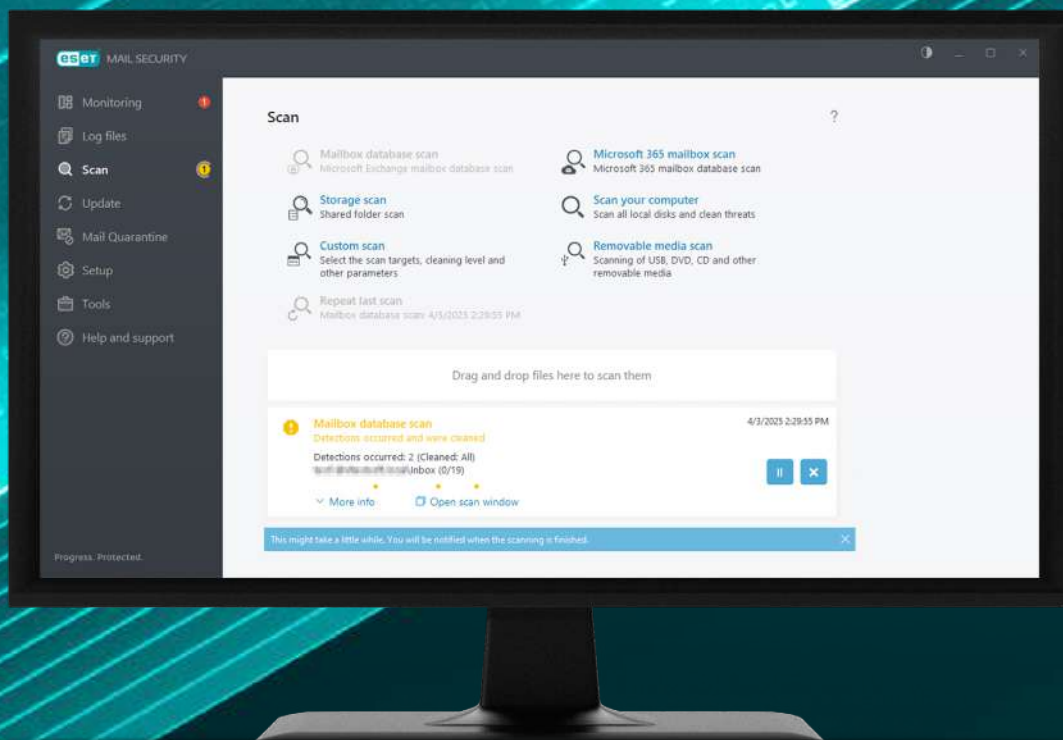 eset MAIL SECURITY
Monitoring 1
Log files
Scan 1
Update
Mail Quarantine
Setup
Tools
Help and support
Progress. Protected.
Scan ?
Mailbox database scan
Microsoft Exchange mailbox database scan
Microsoft 365 mailbox scan
Microsoft 365 mailbox database scan
Storage scan
Shared folder scan
Scan your computer
Scan all local disks and clean threats
Custom scan
Select the scan targets, cleaning level and
other parameters
Removable media scan
Scanning of USB, DVD, CD and other
removable media
Repeat last scan
Mailbox database scan: 4/3/2025 2:29:55 PM
Drag and drop files here to scan them
Mailbox database scan
4/3/2025 2:29:55 PM
Detections occurred and were cleaned
Detections occurred: 2 (Cleaned: All)
\Inbox (0/19)
More info
Open scan window
This might take a little while. You will be notified when the scanning is finished.